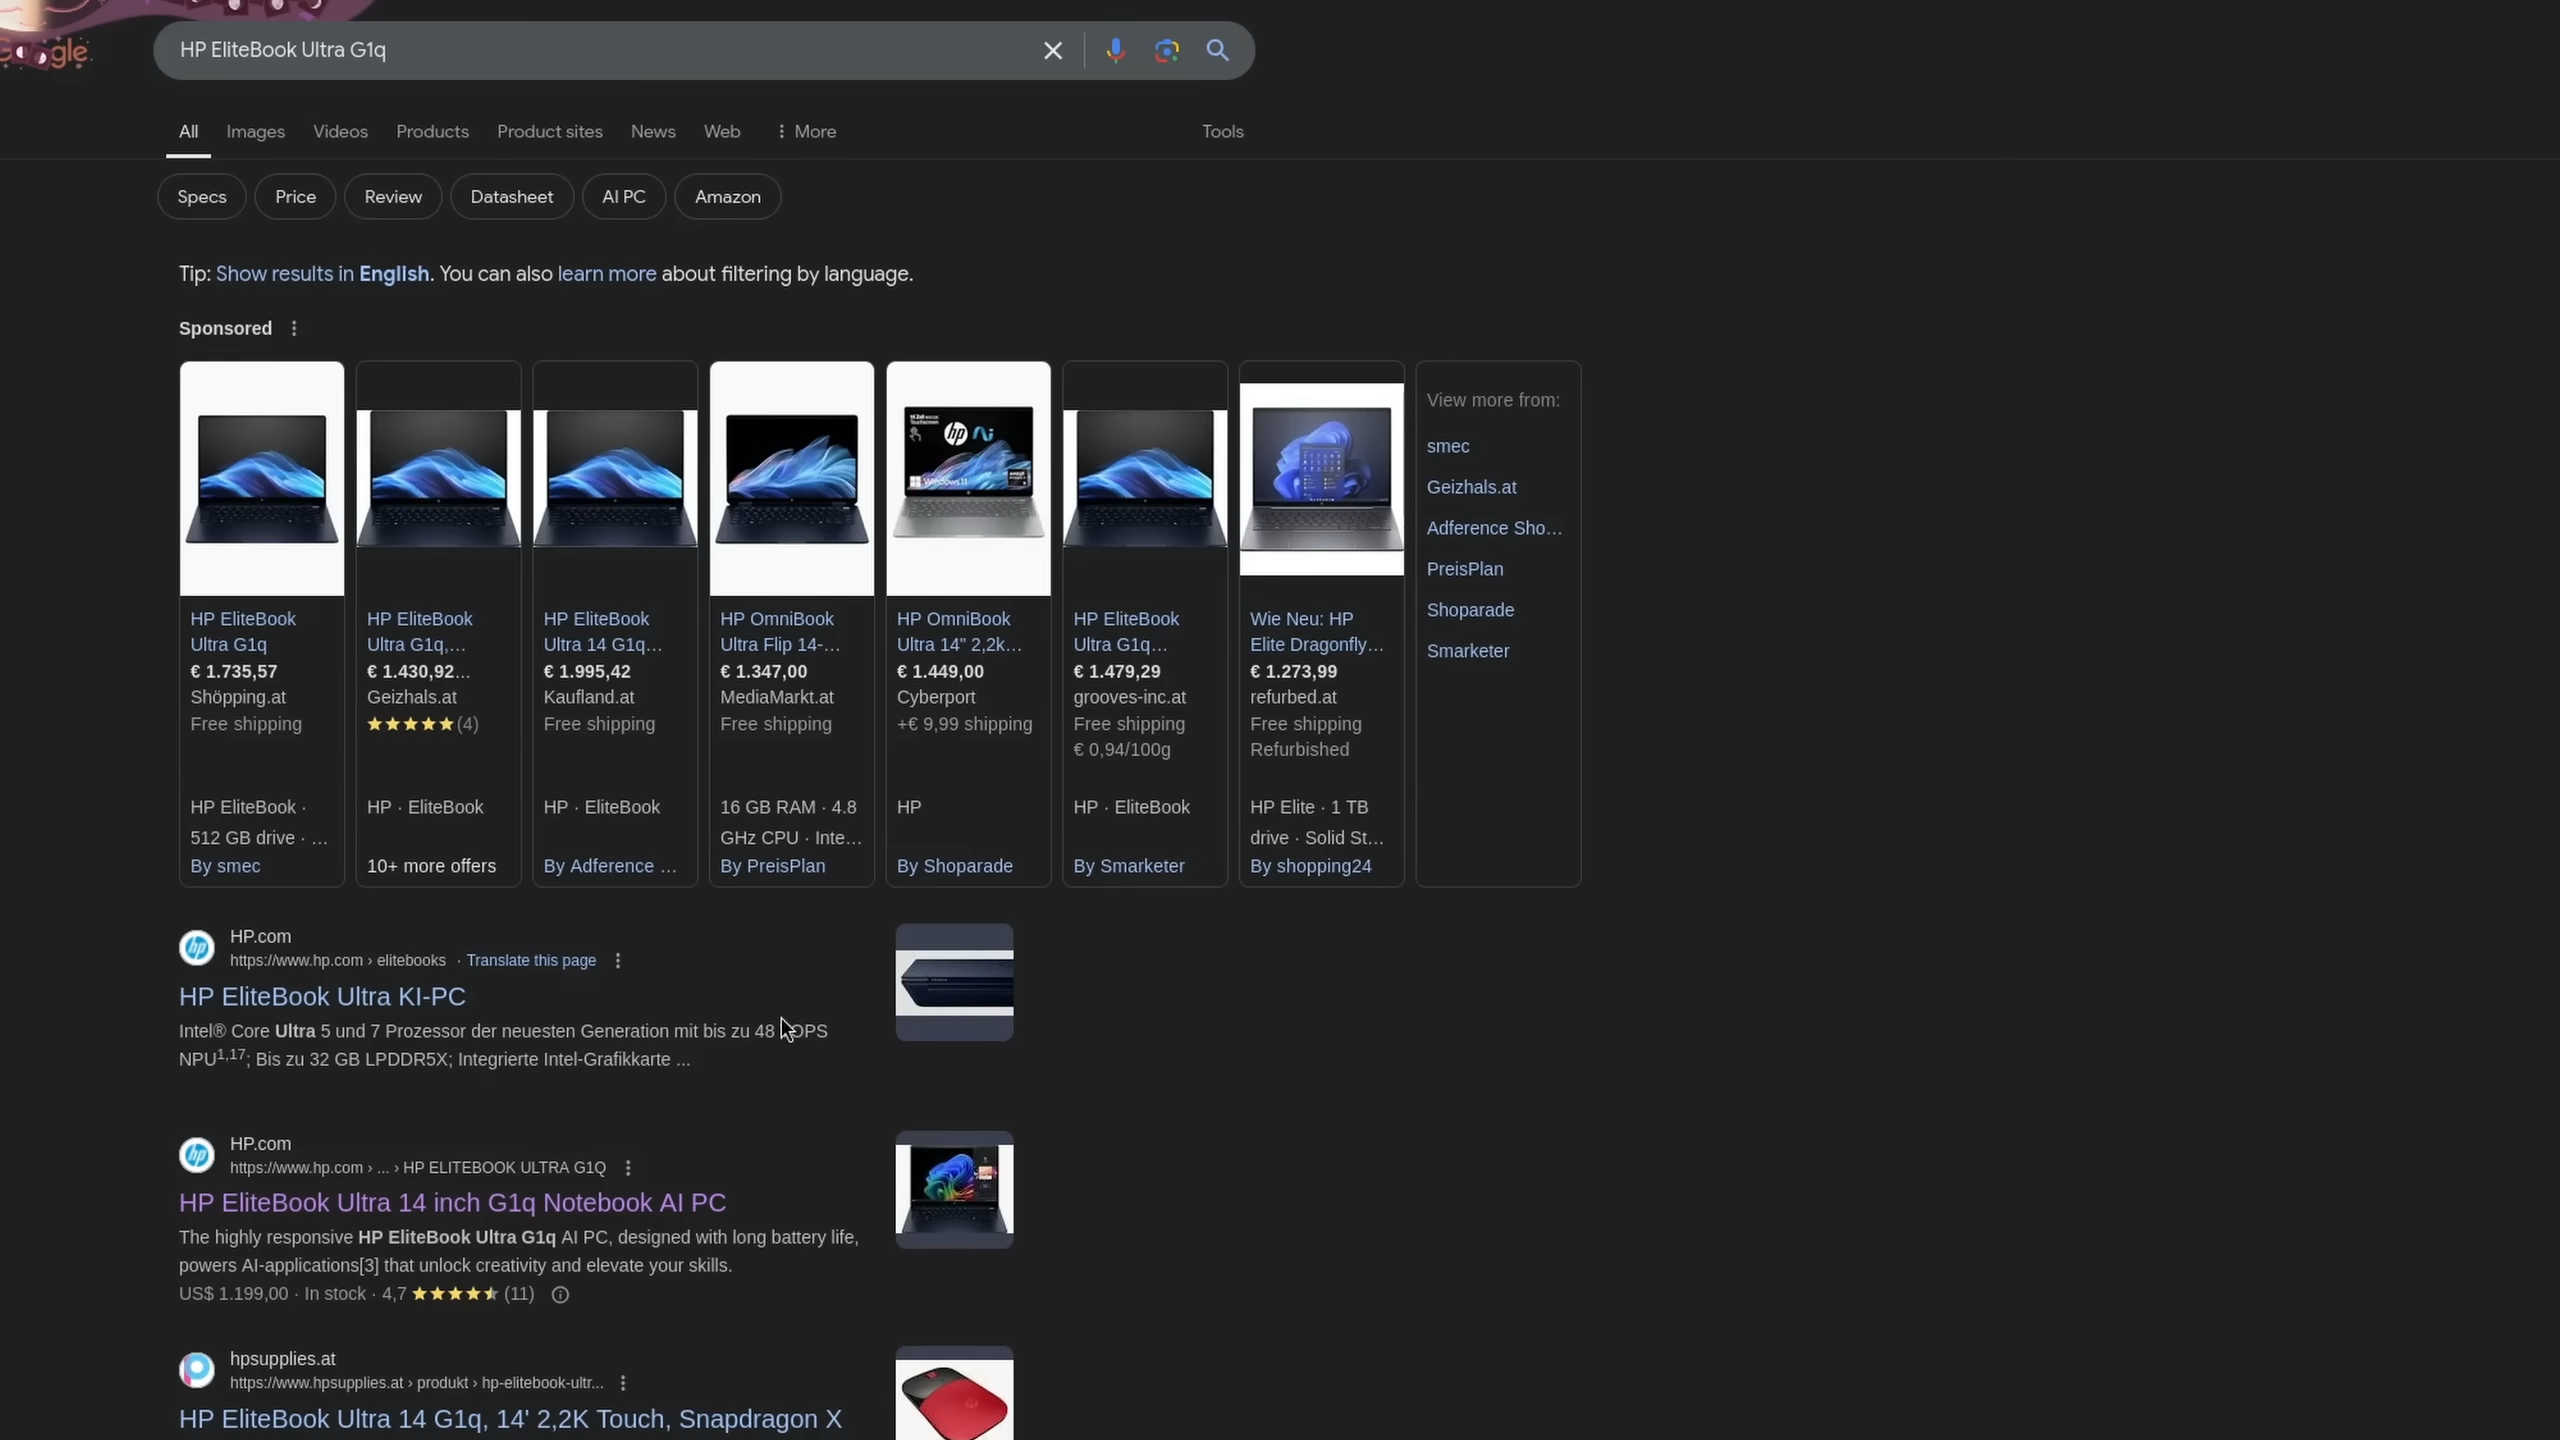 Google
HP EliteBook Ultra G1q
All
Images
Videos
Products
Product sites
News
Web
More
Tools
Specs
Price
Review
Datasheet
AI PC
Amazon
Tip: Show results in English. You can also learn more about filtering by language.
Sponsored
HP EliteBook
Ultra G1q
€ 1.735,57
Shöpping.at
Free shipping
HP EliteBook ·
512 GB drive · ...
By smec
HP EliteBook
Ultra G1q,...
€ 1.430,92...
Geizhals.at
(4)
HP · EliteBook
10+ more offers
HP EliteBook
Ultra 14 G1q...
€ 1.995,42
Kaufland.at
Free shipping
HP · EliteBook
By Adference ...
HP OmniBook
Ultra Flip 14-...
€ 1.347,00
MediaMarkt.at
Free shipping
16 GB RAM · 4.8
GHz CPU · Inte...
By PreisPlan
hp
Windows 11
HP OmniBook
Ultra 14" 2,2k...
€ 1.449,00
Cyberport
+€ 9,99 shipping
HP
By Shoparade
HP EliteBook
Ultra G1q...
€ 1.479,29
grooves-inc.at
Free shipping
€ 0,94/100g
HP · EliteBook
By Smarketer
Wie Neu: HP
Elite Dragonfly...
€ 1.273,99
refurbed.at
Free shipping
Refurbished
HP Elite · 1 TB
drive · Solid St...
By shopping24
View more from:
smec
Geizhals.at
Adference Sho...
PreisPlan
Shoparade
Smarketer
hp
HP.com
https://www.hp.com › elitebooks · Translate this page
HP EliteBook Ultra KI-PC
Intel® Core Ultra 5 und 7 Prozessor der neuesten Generation mit bis zu 48 TOPS
NPU1,17; Bis zu 32 GB LPDDR5X; Integrierte Intel-Grafikkarte ...
hp
HP.com
https://www.hp.com › ... › HP ELITEBOOK ULTRA G1Q
HP EliteBook Ultra 14 inch G1q Notebook AI PC
The highly responsive HP EliteBook Ultra G1q AI PC, designed with long battery life,
powers AI-applications[3] that unlock creativity and elevate your skills.
US$ 1.199,00 · In stock · 4,7 (11)
hpsupplies.at
https://www.hpsupplies.at › produkt › hp-elitebook-ultr...
HP EliteBook Ultra 14 G1q, 14' 2,2K Touch, Snapdragon X